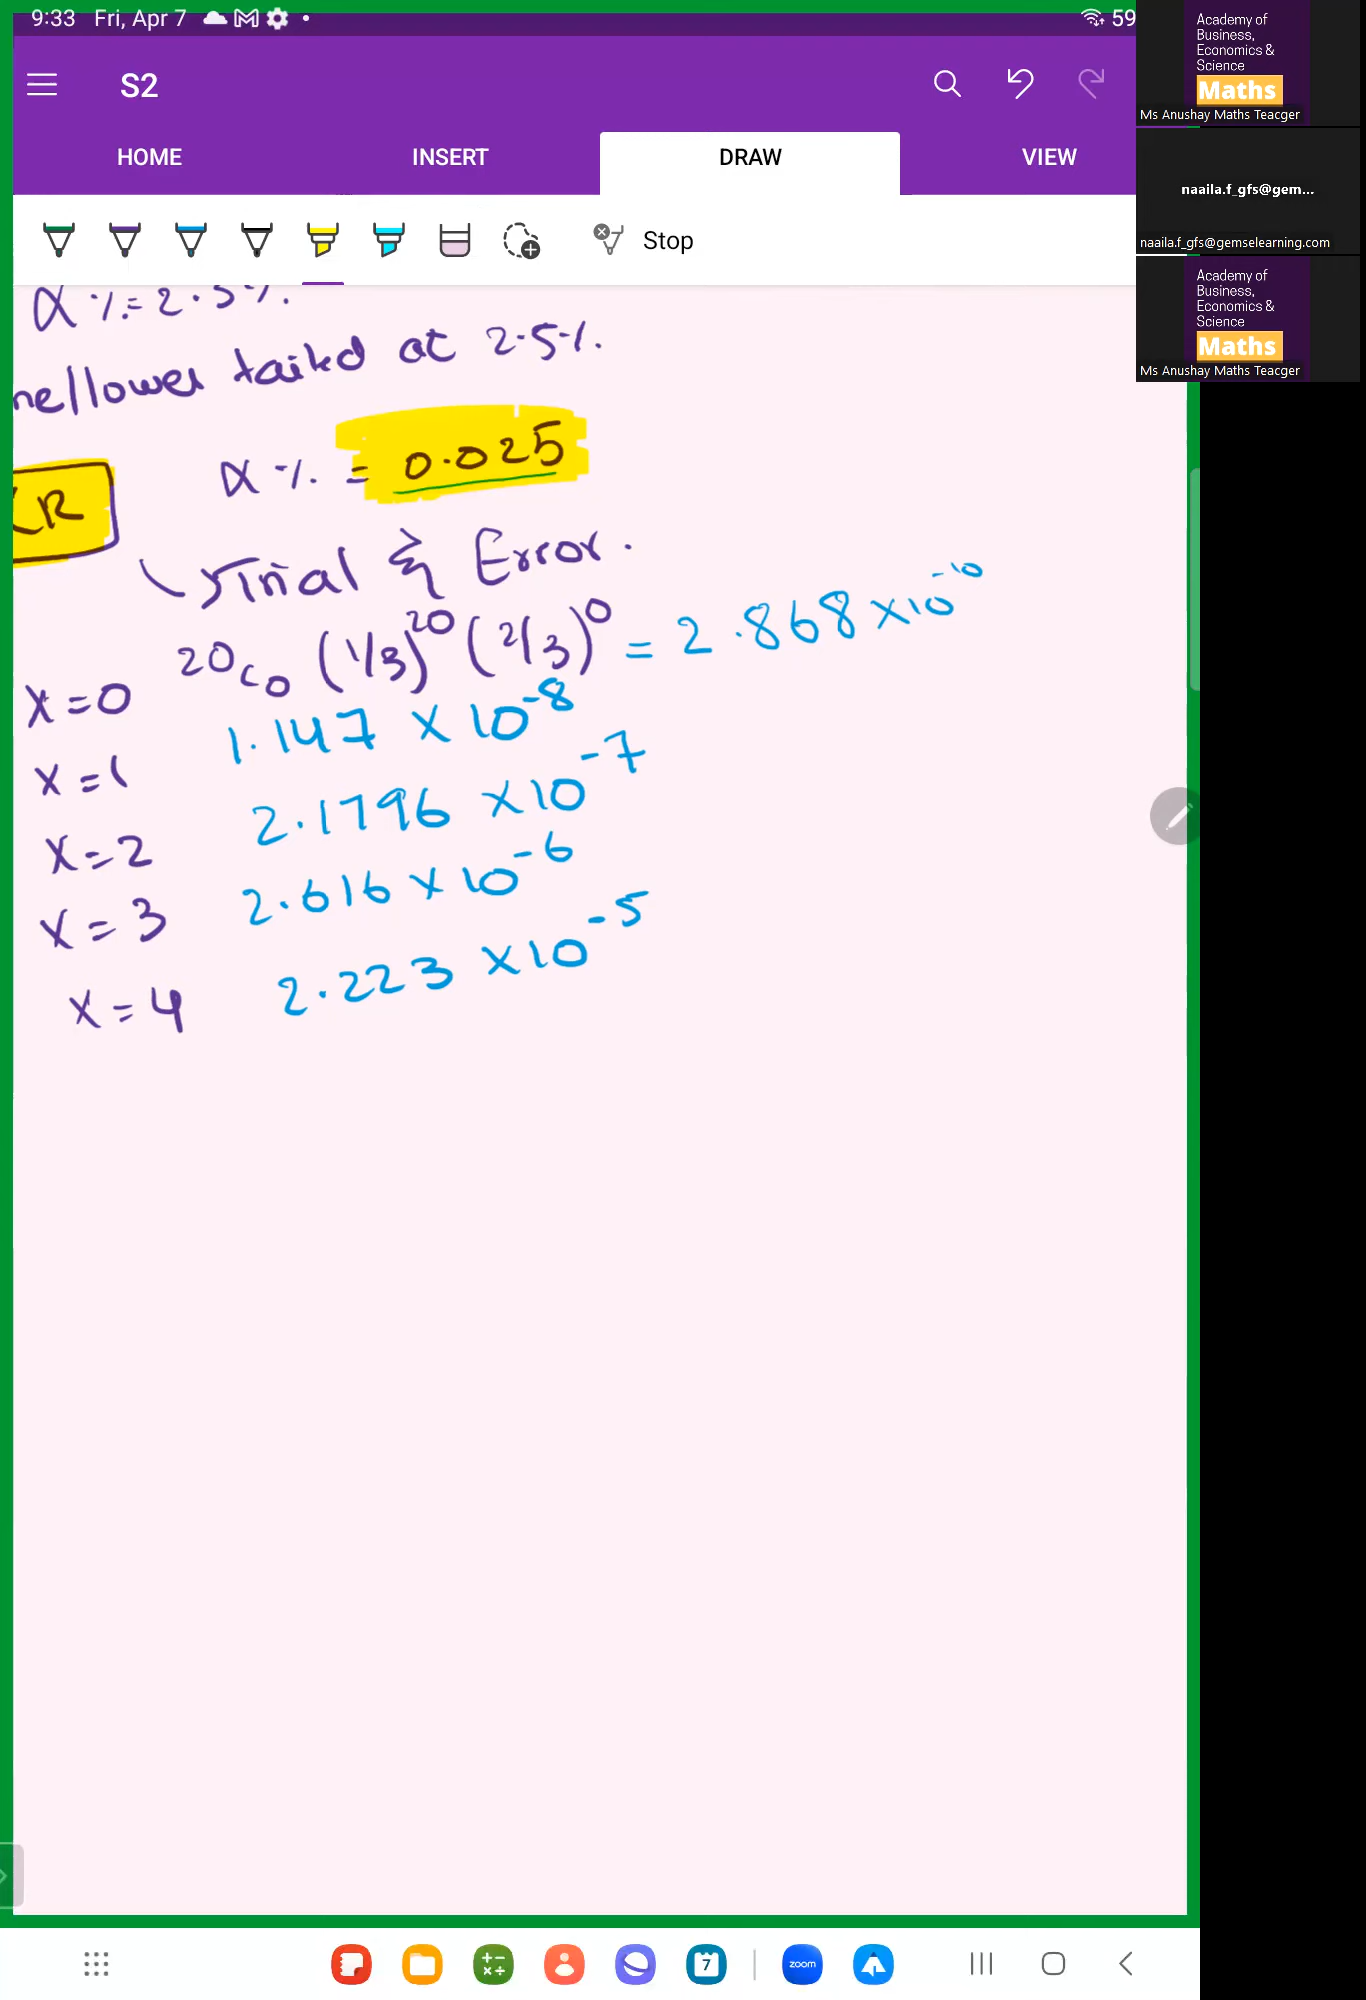 9:33 Fri, Apr 7 59
S2
HOME INSERT DRAW VIEW
Stop
Academy of
Business,
Economics &
Science
Maths
Ms Anushay Maths Teacger
naaila.f_gfs@gem...
naaila.f_gfs@gemselearning.com
Academy of
Business,
Economics &
Science
Maths
Ms Anushay Maths Teacger
α %= 2.5%.
tailed at 2.5%.
α % = 0.025
CR
Trial & Error.
x=0 20C0 (1/3)^20 (2/3)^0 = 2.868 x10^-10
x=1 1.147 x 10^-8
x=2 2.1796 x10^-7
x=3 2.616 x 10^-6
x=4 2.223 x10^-5
7
zoom